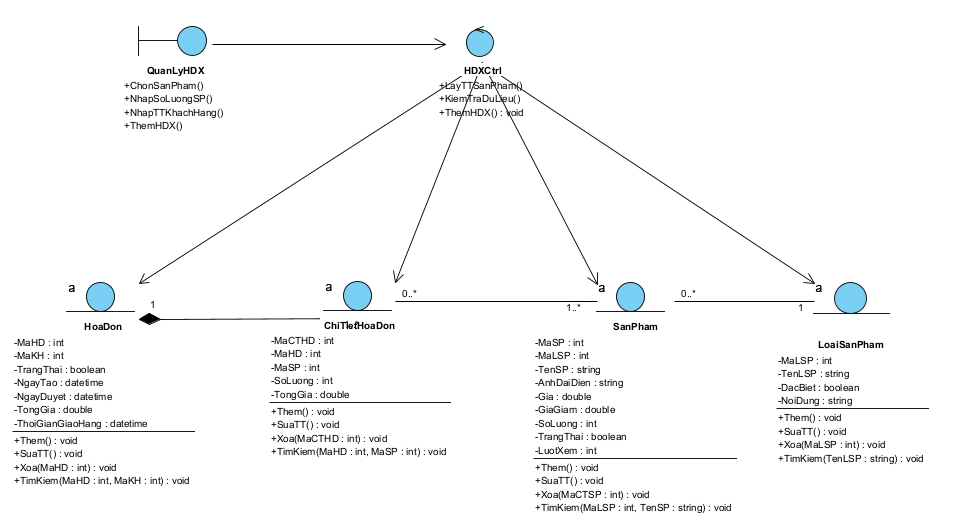 QuanLyHDX
+ChonSanPham()
+NhapSoLuongSP()
+NhapTTKhachHang()
+ThemHDX()
HDXCtrl
+LayTTSanPham()
+KiemTraDuLieu()
+ThemHDX() : void
a
1
HoaDon
-MaHD : int
-MaKH : int
-TrangThai : boolean
-NgayTao : datetime
-NgayDuyet : datetime
-TongGia : double
-ThoiGianGiaoHang : datetime
+Them() : void
+SuaTT() : void
+Xoa(MaHD : int) : void
+TimKiem(MaHD : int, MaKH : int) : void
a
0..*
1..*
-MaCTHD : int
-MaHD : int
-MaSP : int
-SoLuong : int
-TongGia : double
+Them() : void
+SuaTT() : void
+Xoa(MaCTHD : int) : void
+TimKiem(MaHD : int, MaSP : int) : void
a
0..*
1
SanPham
-MaSP : int
-MaLSP : int
-TenSP : string
-AnhDaiDien : string
-Gia : double
-GiaGiam : double
-SoLuong : int
-TrangThai : boolean
-LuotXem : int
+Them() : void
+SuaTT() : void
+Xoa(MaCTSP : int) : void
+TimKiem(MaLSP : int, TenSP : string) : void
a
LoaiSanPham
-MaLSP : int
-TenLSP : string
-DacBiet : boolean
-NoiDung : string
+Them() : void
+SuaTT() : void
+Xoa(MaLSP : int) : void
+TimKiem(TenLSP : string) : void